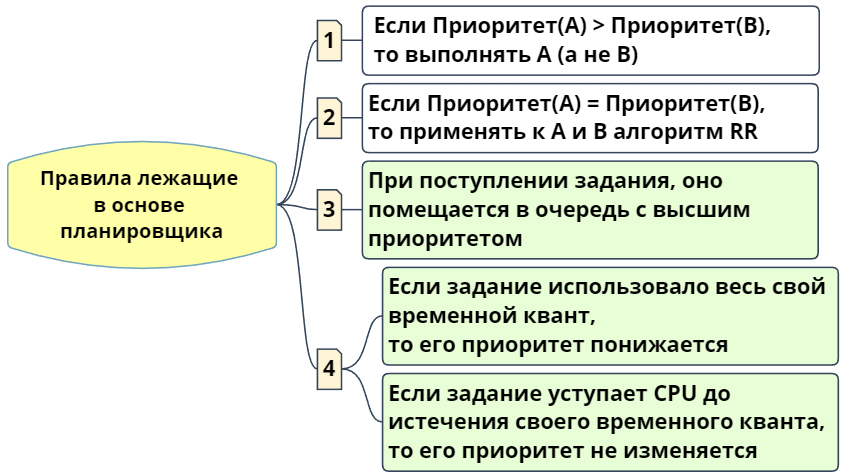 Правила лежащие
в основе
планировщика
1
Если Приоритет(A) > Приоритет(B),
то выполнять A (а не B)
2
Если Приоритет(A) = Приоритет(B),
то применять к A и B алгоритм RR
3
При поступлении задания, оно
помещается в очередь с высшим
приоритетом
4
Если задание использовало весь свой
временной квант,
то его приоритет понижается
Если задание уступает CPU до
истечения своего временного кванта,
то его приоритет не изменяется